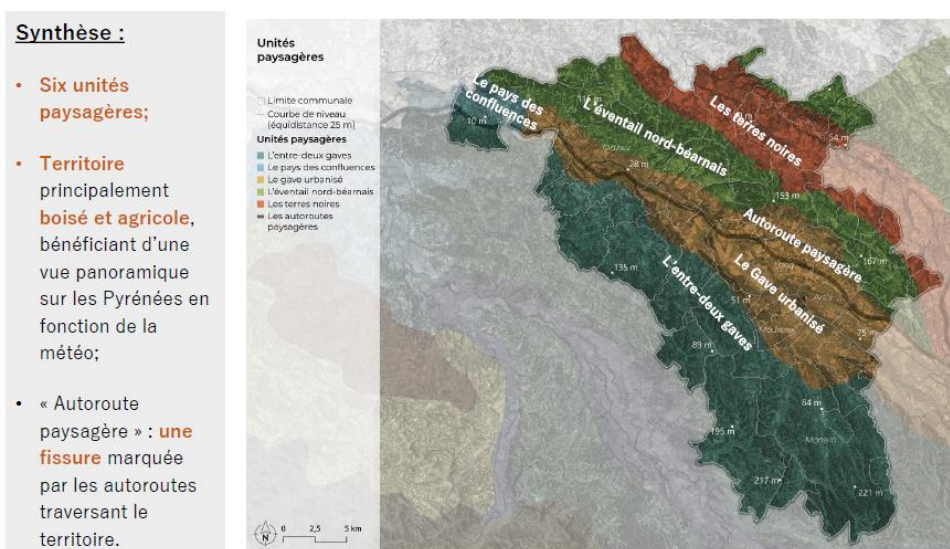 Synthèse :
• Six unités
paysagères;
• Territoire
principalement
boisé et agricole,
bénéficiant d’une
vue panoramique
sur les Pyrénées en
fonction de la
météo;
• « Autoroute
paysagère » : une
fissure marquée
par les autoroutes
traversant le
territoire.
Unités
paysagères
Limite communale
Courbe de niveau
(équidistance 25 m)
Unités paysagères
L'entre-deux gaves
Le pays des confluences
Le gave urbanisé
L'éventail nord-béarnais
Les terres noires
Les autoroutes
paysagères
N
0 2,5 5 km
Le pays des
confluences
10 m
L'éventail nord-béarnais
Les terres noires
54 m
28 m
153 m
Autoroute paysagère
167 m
Le Gave urbanisé
L'entre-deux gaves
135 m
51 m
Mourenx
75 m
89 m
64 m
195 m
Monein
217 m
221 m